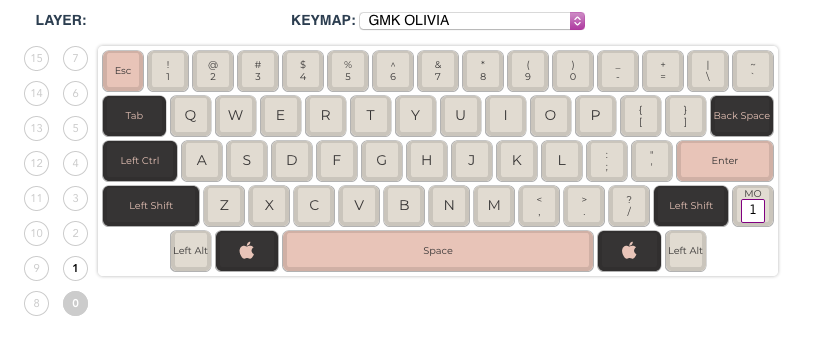 LAYER: KEYMAP: GMK OLIVIA
15 7
14 6
13 5
12 4
11 3
10 2
9 1
8 0
Esc ! 1 @ 2 # 3 $ 4 % 5 ^ 6 & 7 * 8 ( 9 ) 0 _ - + = | \ ~ `
Tab Q W E R T Y U I O P { [ } ] Back Space
Left Ctrl A S D F G H J K L : ; " ' Enter
Left Shift Z X C V B N M < , > . ? / Left Shift MO 1
Left Alt Space Left Alt